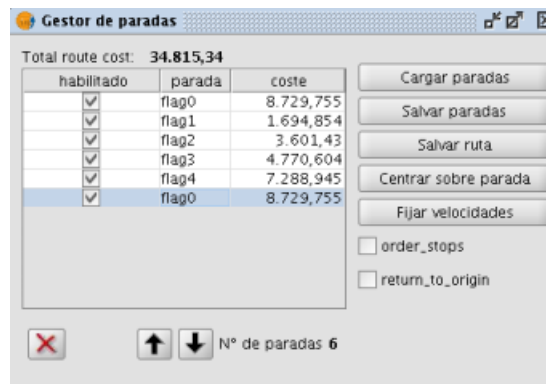 Gestor de paradas
Total route cost: 34.815,34
habilitado parada coste
flag0 8.729,755
flag1 1.694,854
flag2 3.601,43
flag3 4.770,604
flag4 7.288,945
flag0 8.729,755
Cargar paradas
Salvar paradas
Salvar ruta
Centrar sobre parada
Fijar velocidades
order_stops
return_to_origin
Nº de paradas 6